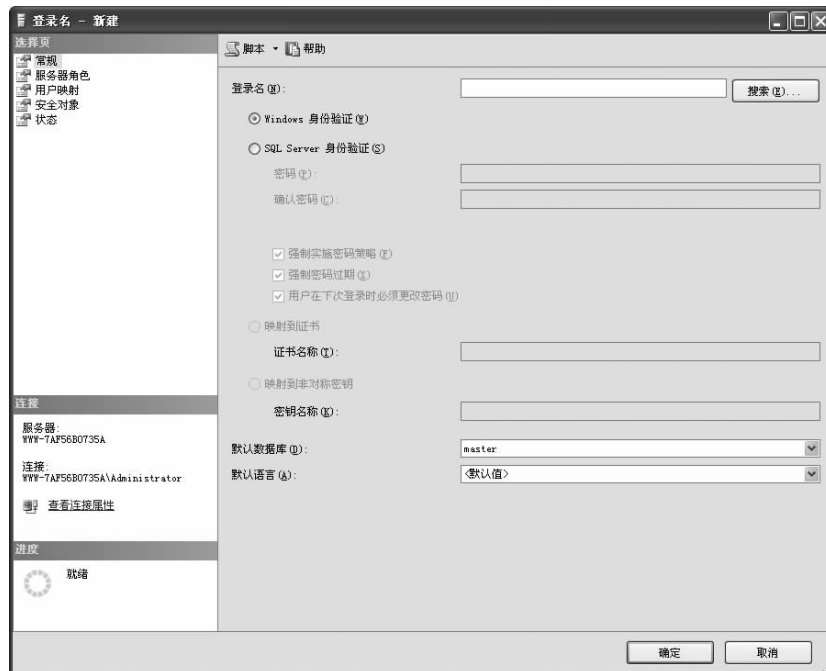 登录名 - 新建
选择页
常规
服务器角色
用户映射
安全对象
状态
脚本 帮助
登录名(N): 搜索(E)...
Windows 身份验证(W)
SQL Server 身份验证(S)
密码(P):
确认密码(C):
强制实施密码策略(F)
强制密码过期(X)
用户在下次登录时必须更改密码(U)
映射到证书
证书名称(T):
映射到非对称密钥
密钥名称(K):
默认数据库(D): master
默认语言(A): <默认值>
连接
服务器:
WWW-7AF56B0735A
连接:
WWW-7AF56B0735A\Administrator
查看连接属性
进度
就绪
确定 取消